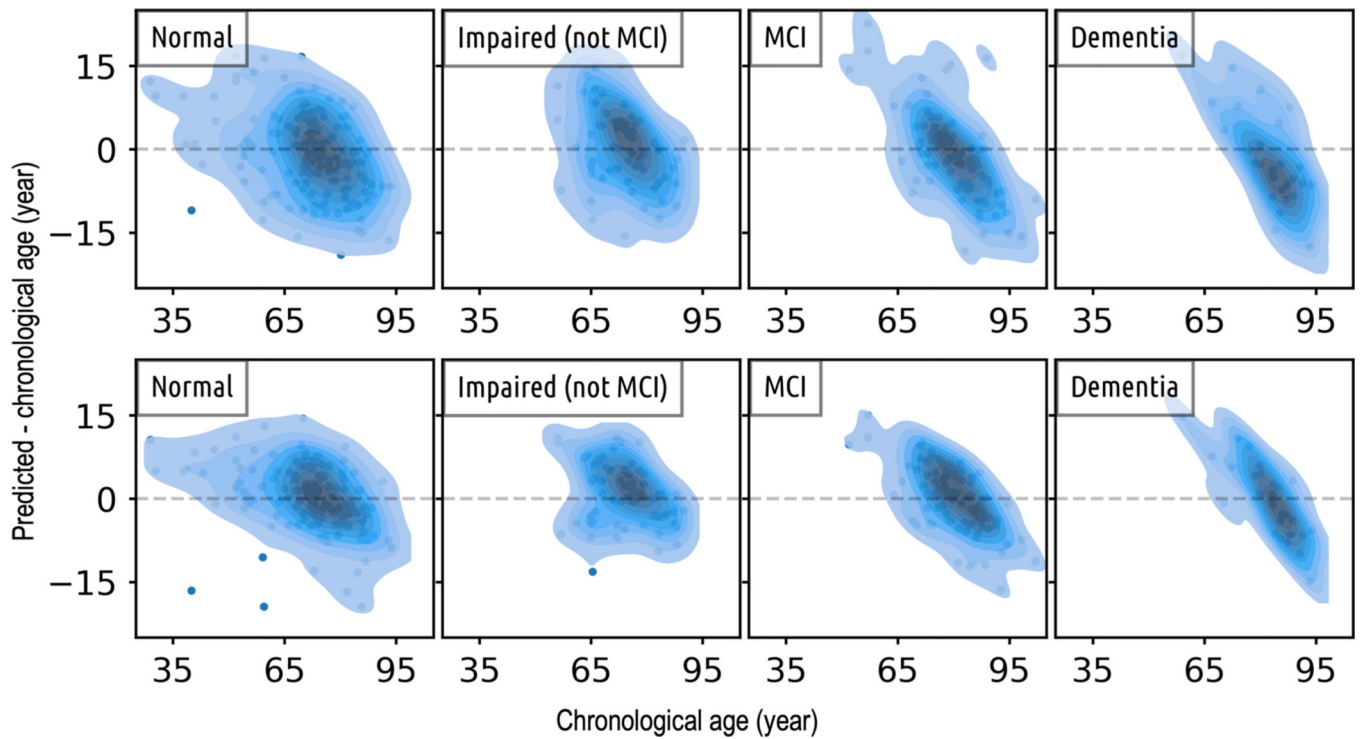 Normal
Impaired (not MCI)
MCI
Dementia
15
0
−15
35 65 95
35 65 95
35 65 95
35 65 95
Predicted - chronological age (year)
Normal
Impaired (not MCI)
MCI
Dementia
15
0
−15
35 65 95
35 65 95
35 65 95
35 65 95
Chronological age (year)